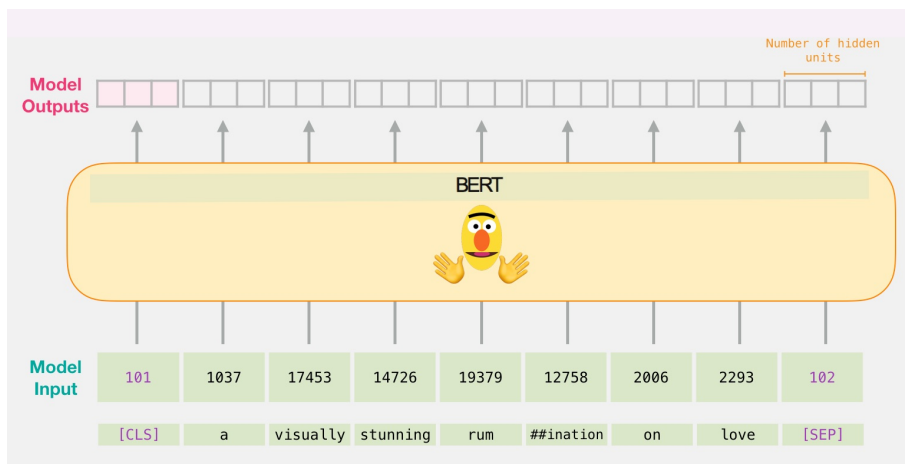 Number of hidden
units
Model
Outputs
BERT
Model
Input
101 1037 17453 14726 19379 12758 2006 2293 102
[CLS] a visually stunning rum ##ination on love [SEP]